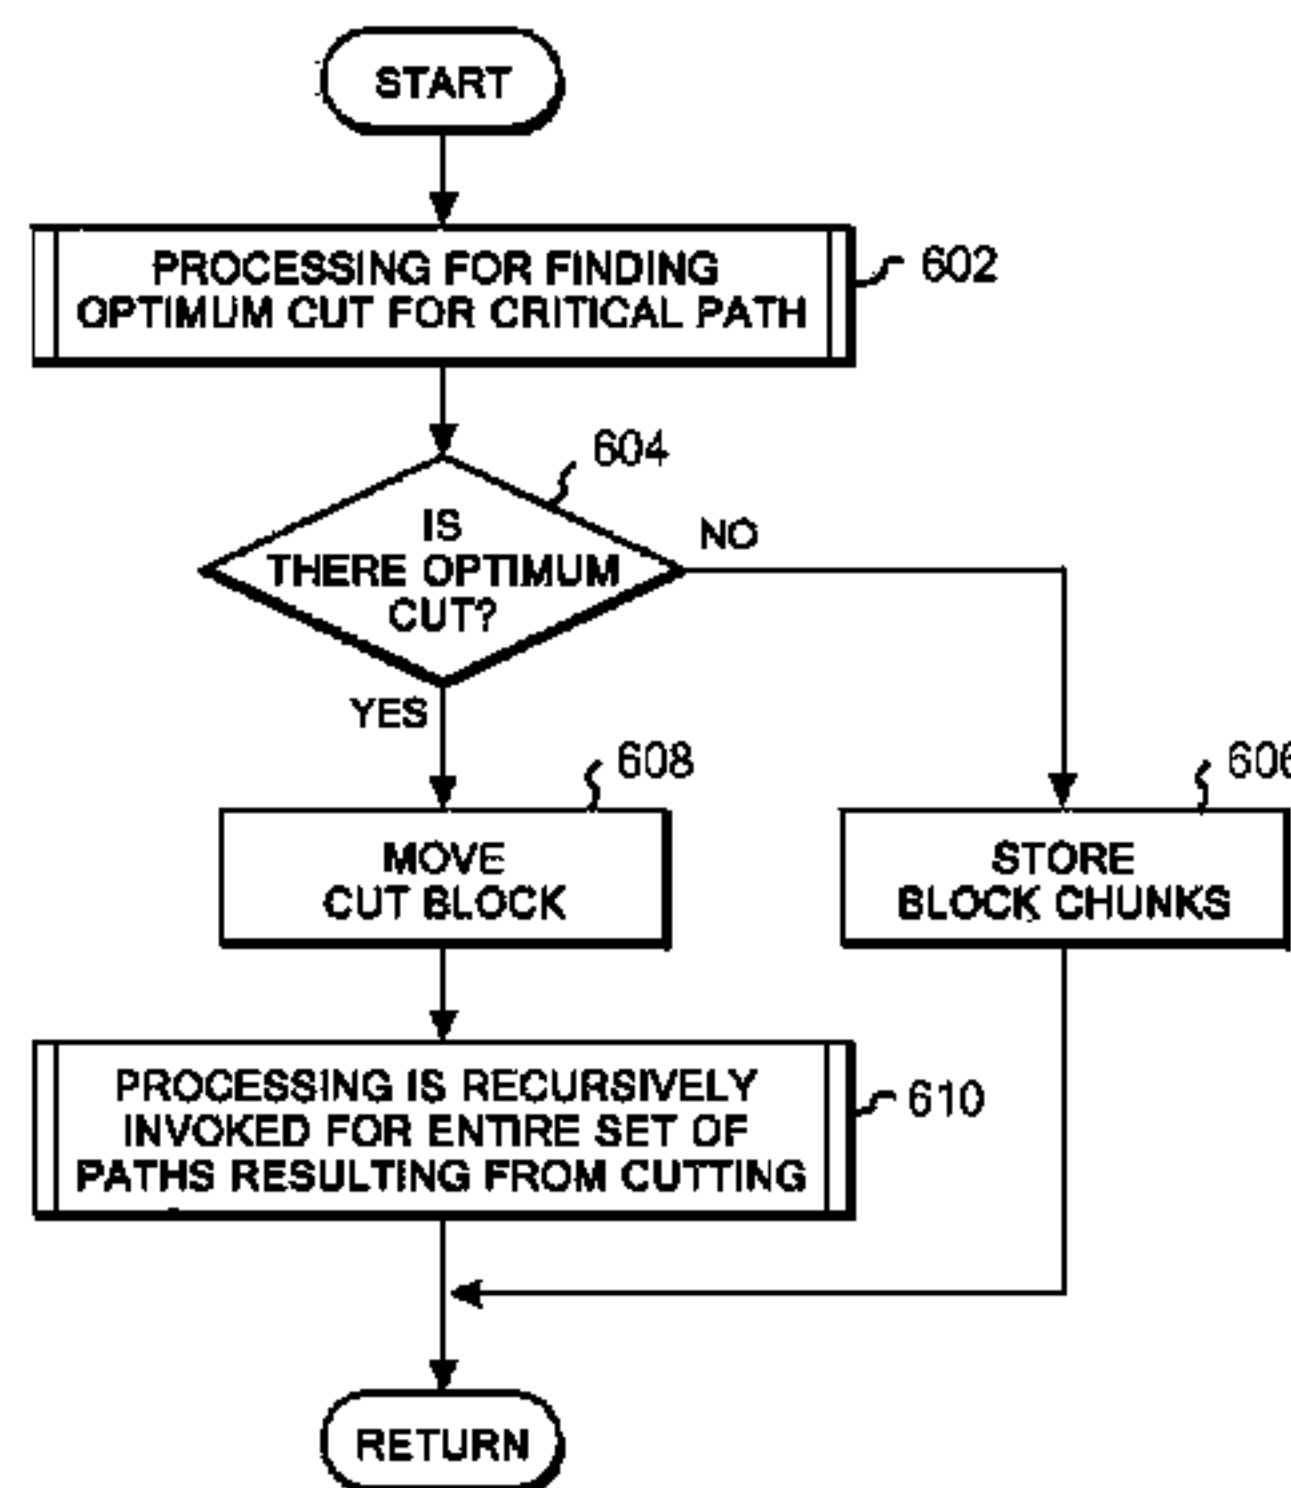 START
PROCESSING FOR FINDING
OPTIMUM CUT FOR CRITICAL PATH
602
604
IS
THERE OPTIMUM
CUT?
NO
YES
608
606
MOVE
CUT BLOCK
STORE
BLOCK CHUNKS
PROCESSING IS RECURSIVELY
INVOKED FOR ENTIRE SET OF
PATHS RESULTING FROM CUTTING
610
RETURN